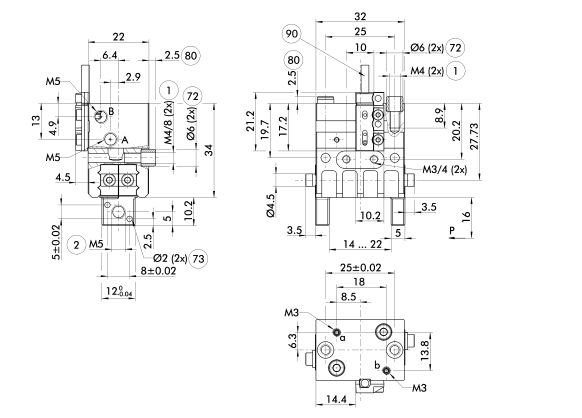 22
6.4
2.5
80
2.9
M5
1
72
B
M4/8 (2x)
Ø6 (2x)
13
4.9
A
M5
34
4.5
10.2
5
2.5
5±0.02
2
M5
Ø2 (2x)
73
8±0.02
12 0 -0.04
32
25
90
10
Ø6 (2x)
72
80
M4 (2x)
1
2.5
21.2
19.7
17.2
8.9
20.2
27.73
M3/4 (2x)
Ø4.5
10.2
3.5
16
3.5
5
P
14 ... 22
25±0.02
18
M3
8.5
a
6.3
b
13.8
M3
14.4